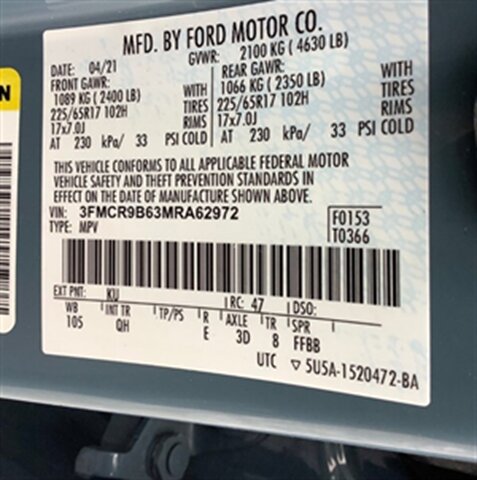 MFD. BY FORD MOTOR CO.
GVWR: 2100 KG (4630 LB)
DATE: 04/21
FRONT GAWR: REAR GAWR: WITH
1089 KG (2400 LB) 1066 KG (2350 LB) TIRES
225/65R17 102H WITH TIRES 225/65R17 102H RIMS
17x7.0J RIMS 17x7.0J
AT 230 kPa/ 33 PSI COLD AT 230 kPa/ 33 PSI COLD
THIS VEHICLE CONFORMS TO ALL APPLICABLE FEDERAL MOTOR
VEHICLE SAFETY AND THEFT PREVENTION STANDARDS IN
EFFECT ON THE DATE OF MANUFACTURE SHOWN ABOVE.
VIN: 3FMCR9B63MRA62972 F0153
TYPE: MPV T0366
EXT PNT: KU RC: 47 DSO:
WB INT TR TP/PS R AXLE TR SPR
105 QH E 3D 8 FFBB
UTC ▽ 5U5A-1520472-BA